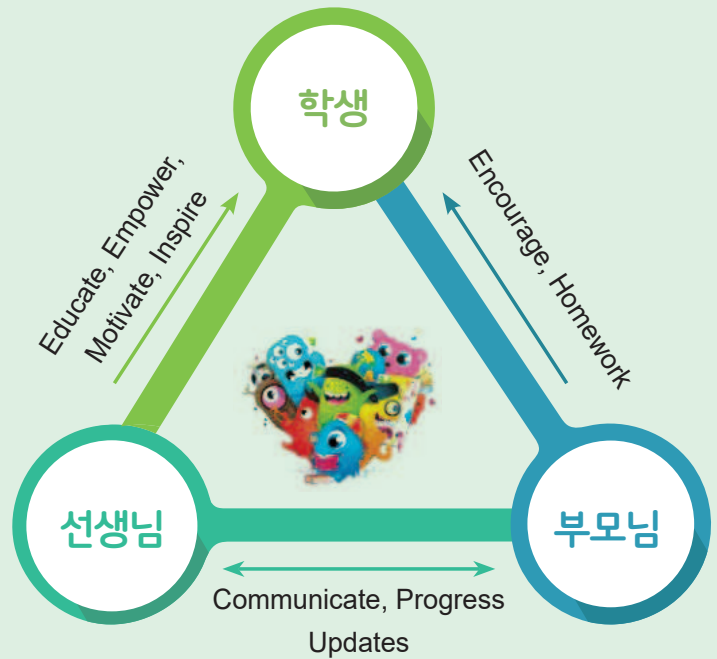 학생
Educate, Empower,
Motivate, Inspire
Encourage, Homework
선생님
부모님
Communicate, Progress
Updates